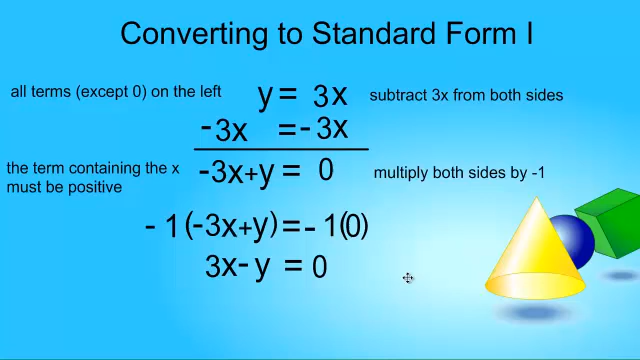 Converting to Standard Form I
all terms (except 0) on the left
y = 3x
subtract 3x from both sides
-3x = -3x
the term containing the x
must be positive
-3x+y = 0
multiply both sides by -1
-1(-3x+y)=-1(0)
3x-y = 0